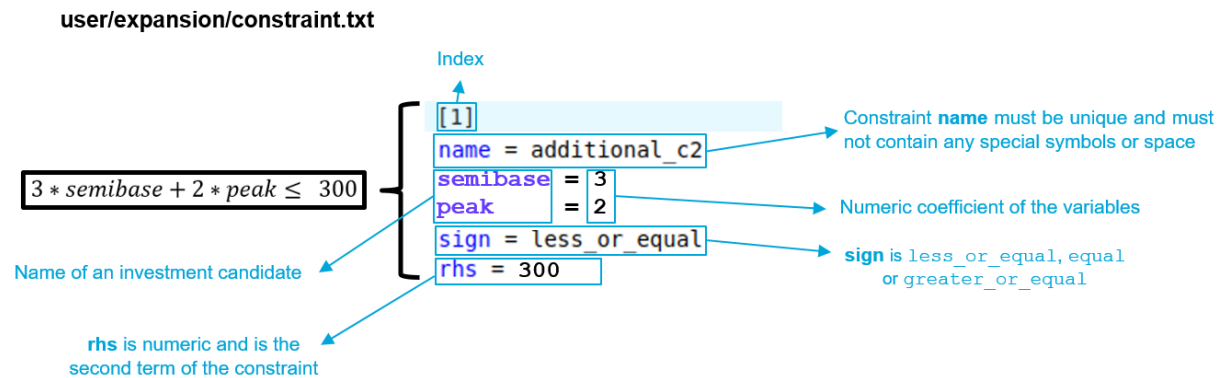 user/expansion/constraint.txt
Index
[1]
Constraint name must be unique and must
not contain any special symbols or space
name = additional_c2
3 * semibase + 2 * peak ≤ 300
semibase = 3
peak = 2
Numeric coefficient of the variables
sign = less_or_equal
sign is less_or_equal, equal
or greater_or_equal
Name of an investment candidate
rhs = 300
rhs is numeric and is the
second term of the constraint